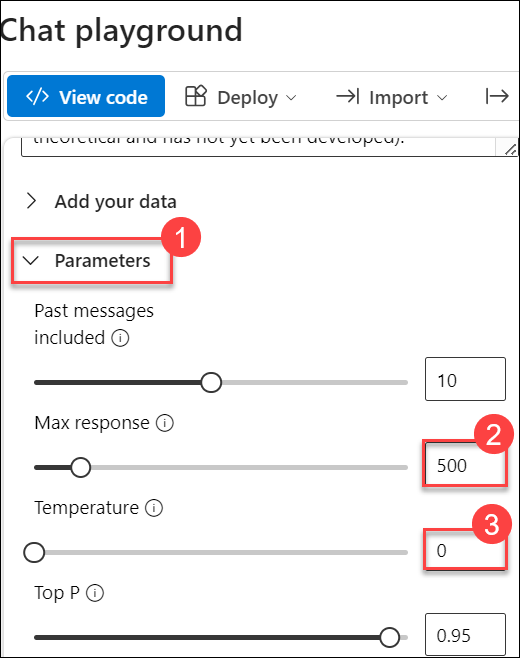 Chat playground
</> View code Deploy Import
theoretical and has not yet been developed).
Add your data
1
Parameters
Past messages
included
10
Max response
2
500
Temperature
3
0
Top P
0.95